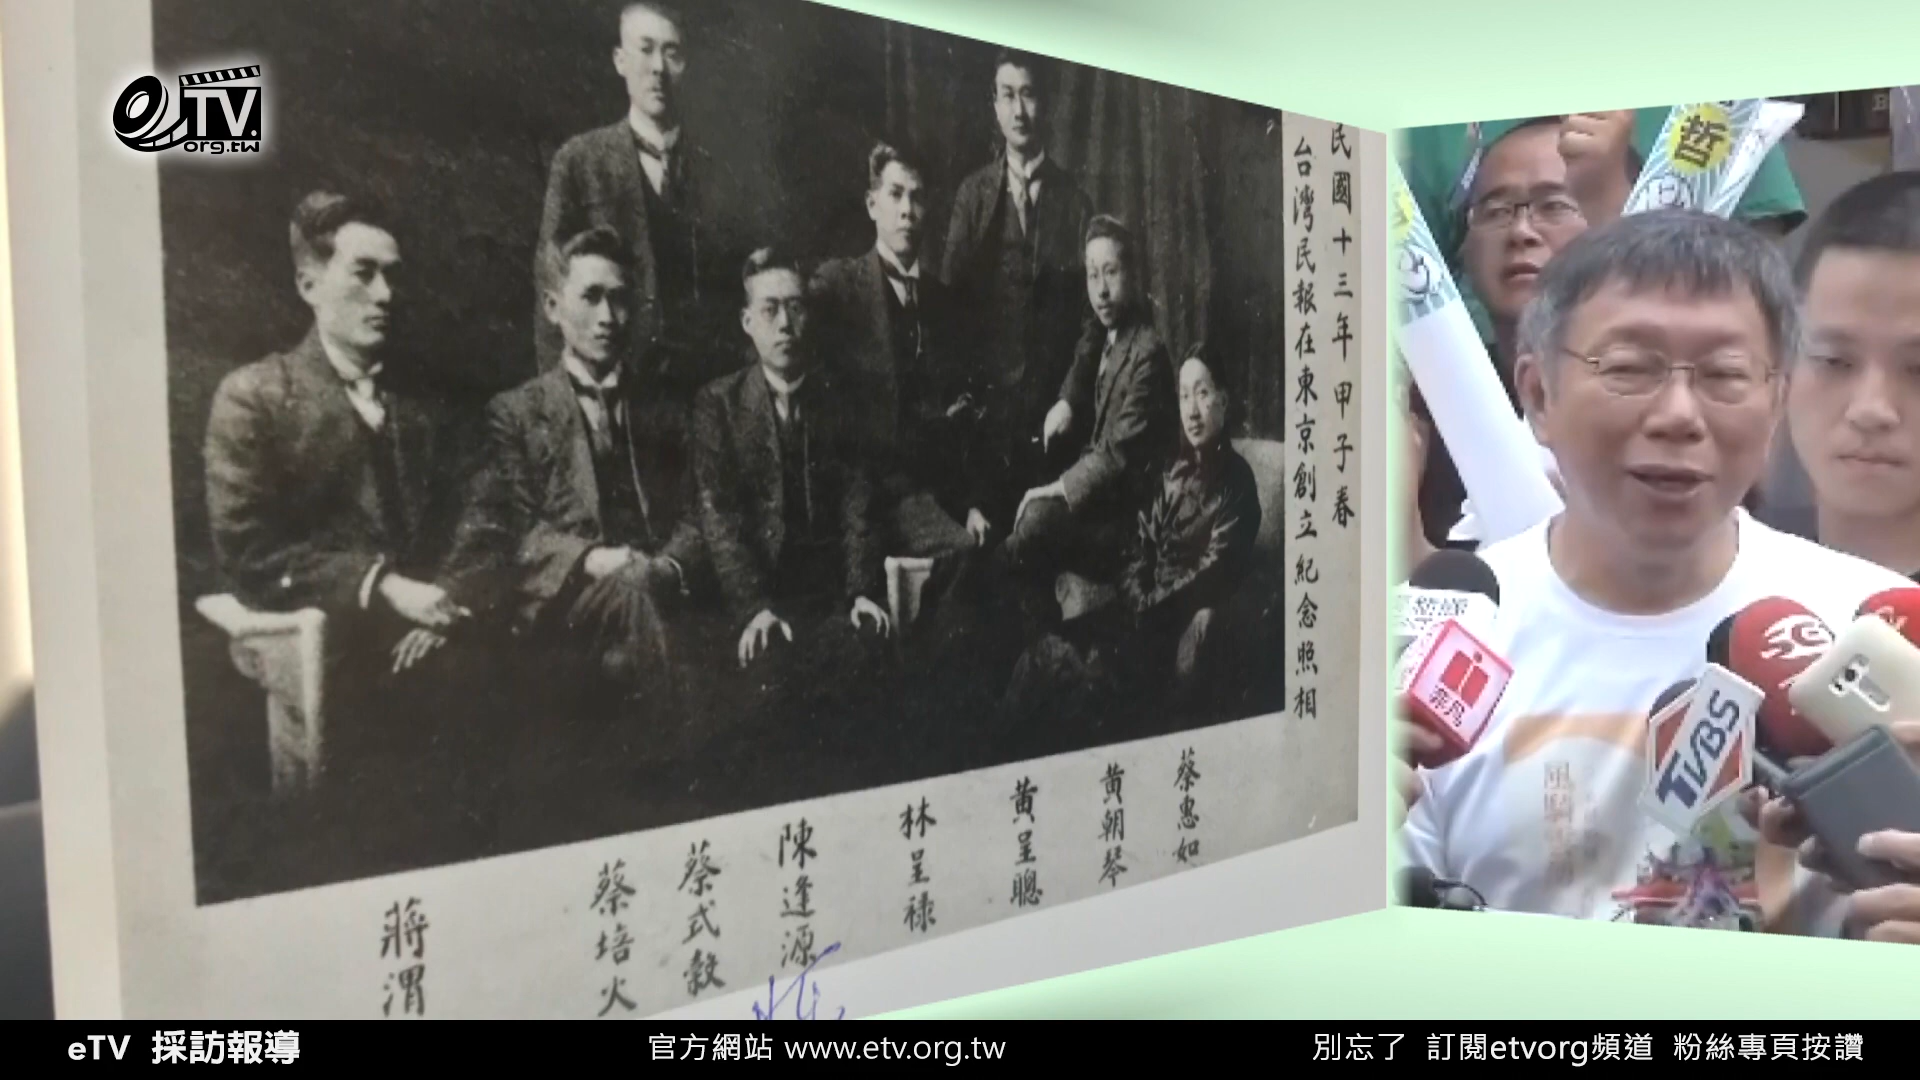 eTV.
org.tw
民國十三年甲子春
台灣民報在東京創立紀念照相
蔣渭
蔡培火
蔡式穀
陳逢源
林呈祿
黃呈聰
黃朝琴
蔡惠如
哲
非凡
TVBS
eTV 採訪報導
官方網站 www.etv.org.tw
別忘了 訂閱etvorg頻道 粉絲專頁按讚